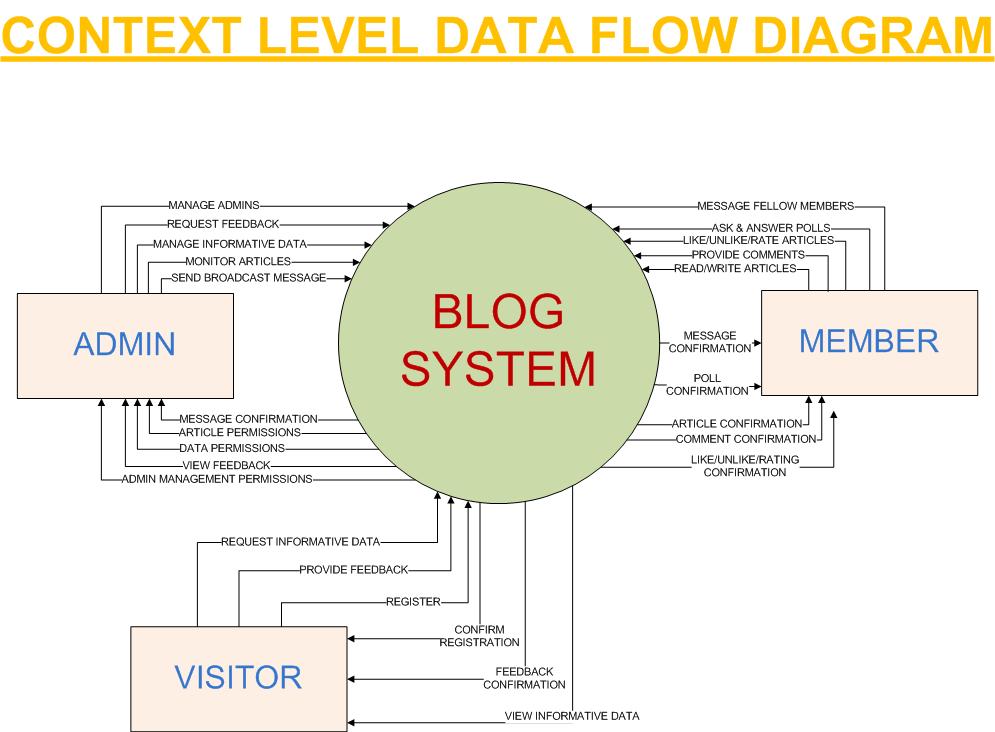 CONTEXT LEVEL DATA FLOW DIAGRAM
MANAGE ADMINS
REQUEST FEEDBACK
MANAGE INFORMATIVE DATA
MONITOR ARTICLES
SEND BROADCAST MESSAGE
MESSAGE FELLOW MEMBERS
ASK & ANSWER POLLS
LIKE/UNLIKE/RATE ARTICLES
PROVIDE COMMENTS
READ/WRITE ARTICLES
ADMIN
BLOG
SYSTEM
MEMBER
MESSAGE
CONFIRMATION
POLL
CONFIRMATION
ARTICLE CONFIRMATION
COMMENT CONFIRMATION
LIKE/UNLIKE/RATING
CONFIRMATION
MESSAGE CONFIRMATION
ARTICLE PERMISSIONS
DATA PERMISSIONS
VIEW FEEDBACK
ADMIN MANAGEMENT PERMISSIONS
REQUEST INFORMATIVE DATA
PROVIDE FEEDBACK
REGISTER
CONFIRM
REGISTRATION
FEEDBACK
CONFIRMATION
VIEW INFORMATIVE DATA
VISITOR